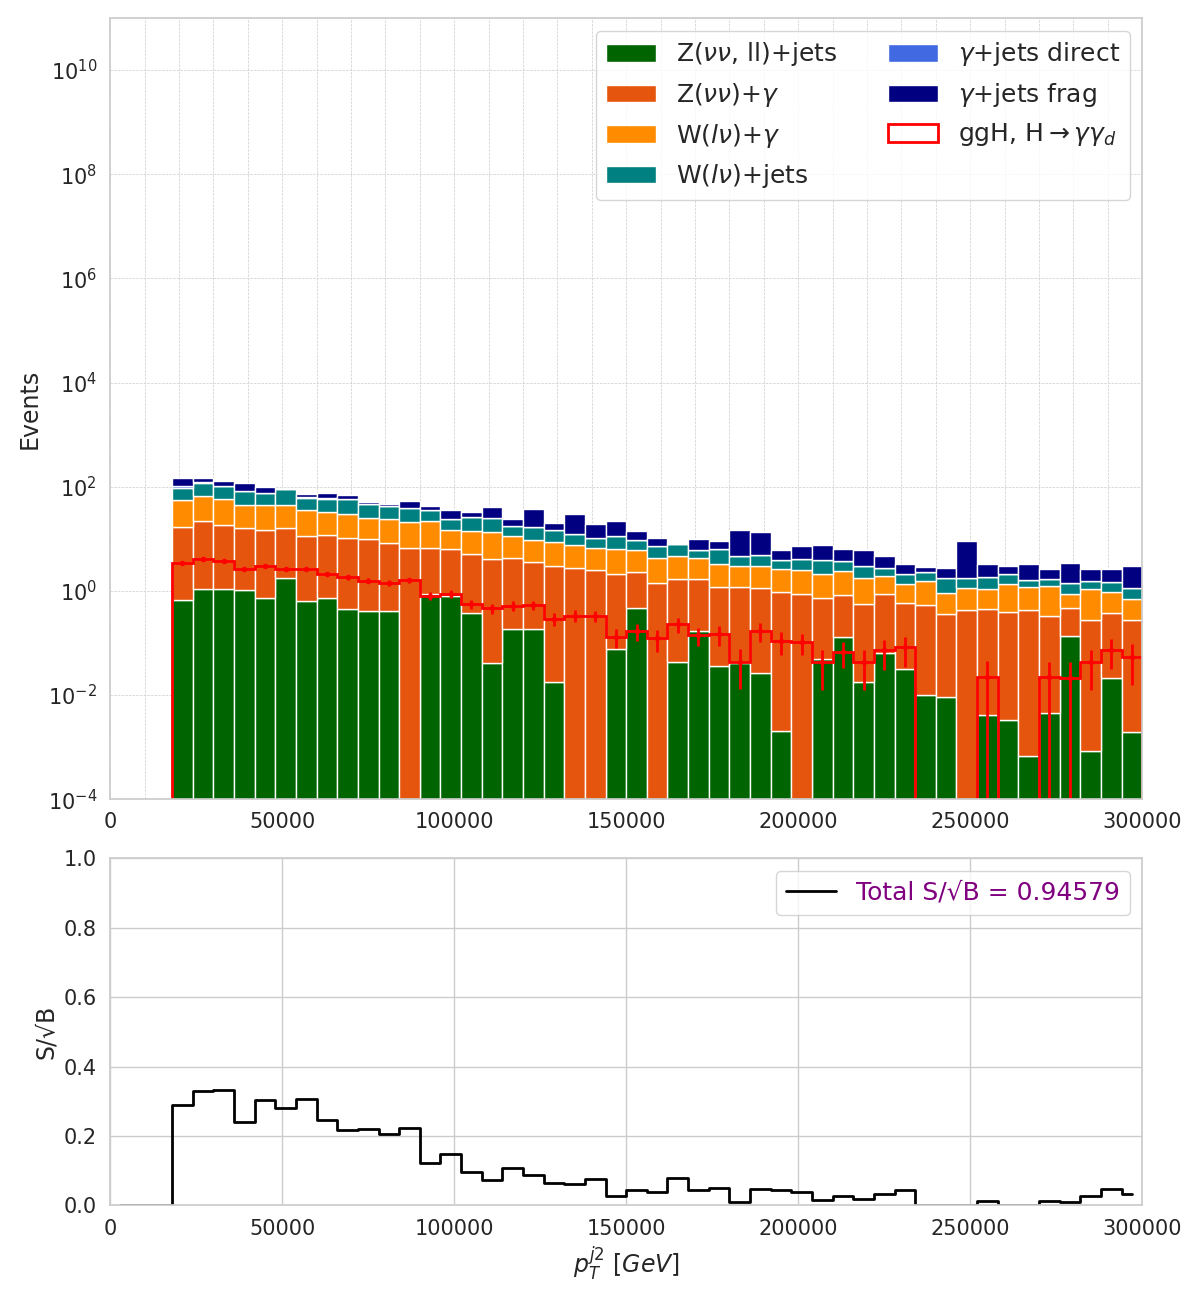 Z(νν, ll)+jets
Z(νν)+γ
W(lν)+γ
W(lν)+jets
γ+jets direct
γ+jets frag
ggH, H→γγ_d
Events
10^10
10^8
10^6
10^4
10^2
10^0
10^−2
10^−4
0 50000 100000 150000 200000 250000 300000
Total S/√B = 0.94579
S/√B
1.0
0.8
0.6
0.4
0.2
0.0
0 50000 100000 150000 200000 250000 300000
p_T^{j2} [GeV]